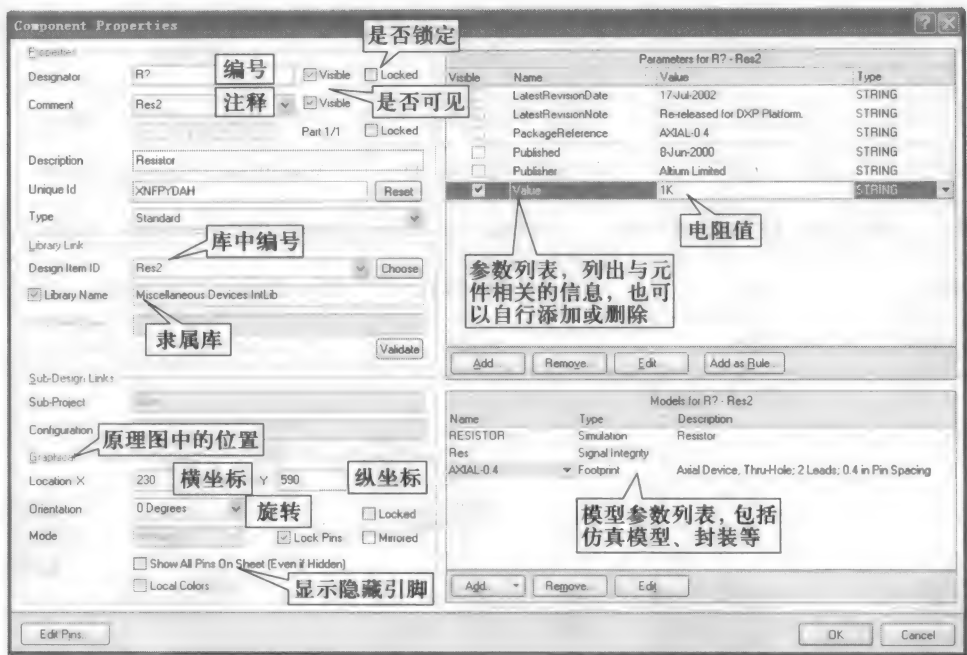 Component Properties
是否锁定
Properties
Designator R? 编号 Visible Locked
Comment Res2 注释 Visible 是否可见
Part 1/1 Locked
Description Resistor
Unique Id XNFPYDAH Reset
Type Standard
库中编号
Library Link
Design Item ID Res2 Choose
Library Name Miscellaneous Devices.IntLib
隶属库
Validate
Sub-Design Links
Sub-Project
Configuration
原理图中的位置
Graphical
Location X 230 横坐标 Y 590 纵坐标
Orientation 0 Degrees 旋转 Locked
Mode Lock Pins Mirrored
Show All Pins On Sheet (Even if Hidden)
Local Colors 显示隐藏引脚
Parameters for R? - Res2
Visible Name Value Type
LatestRevisionDate 17-Jul-2002 STRING
LatestRevisionNote Re-released for DXP Platform. STRING
PackageReference AXIAL-0.4 STRING
Published 8-Jun-2000 STRING
Publisher Altium Limited STRING
Value 1K STRING
电阻值
参数列表，列出与元
件相关的信息，也可
以自行添加或删除
Add... Remove... Edit... Add as Rule...
Models for R? - Res2
Name Type Description
RESISTOR Simulation Resistor
Res Signal Integrity
AXIAL-0.4 Footprint Axial Device, Thru-Hole; 2 Leads; 0.4 in Pin Spacing
模型参数列表，包括
仿真模型、封装等
Add... Remove... Edit...
Edit Pins... OK Cancel